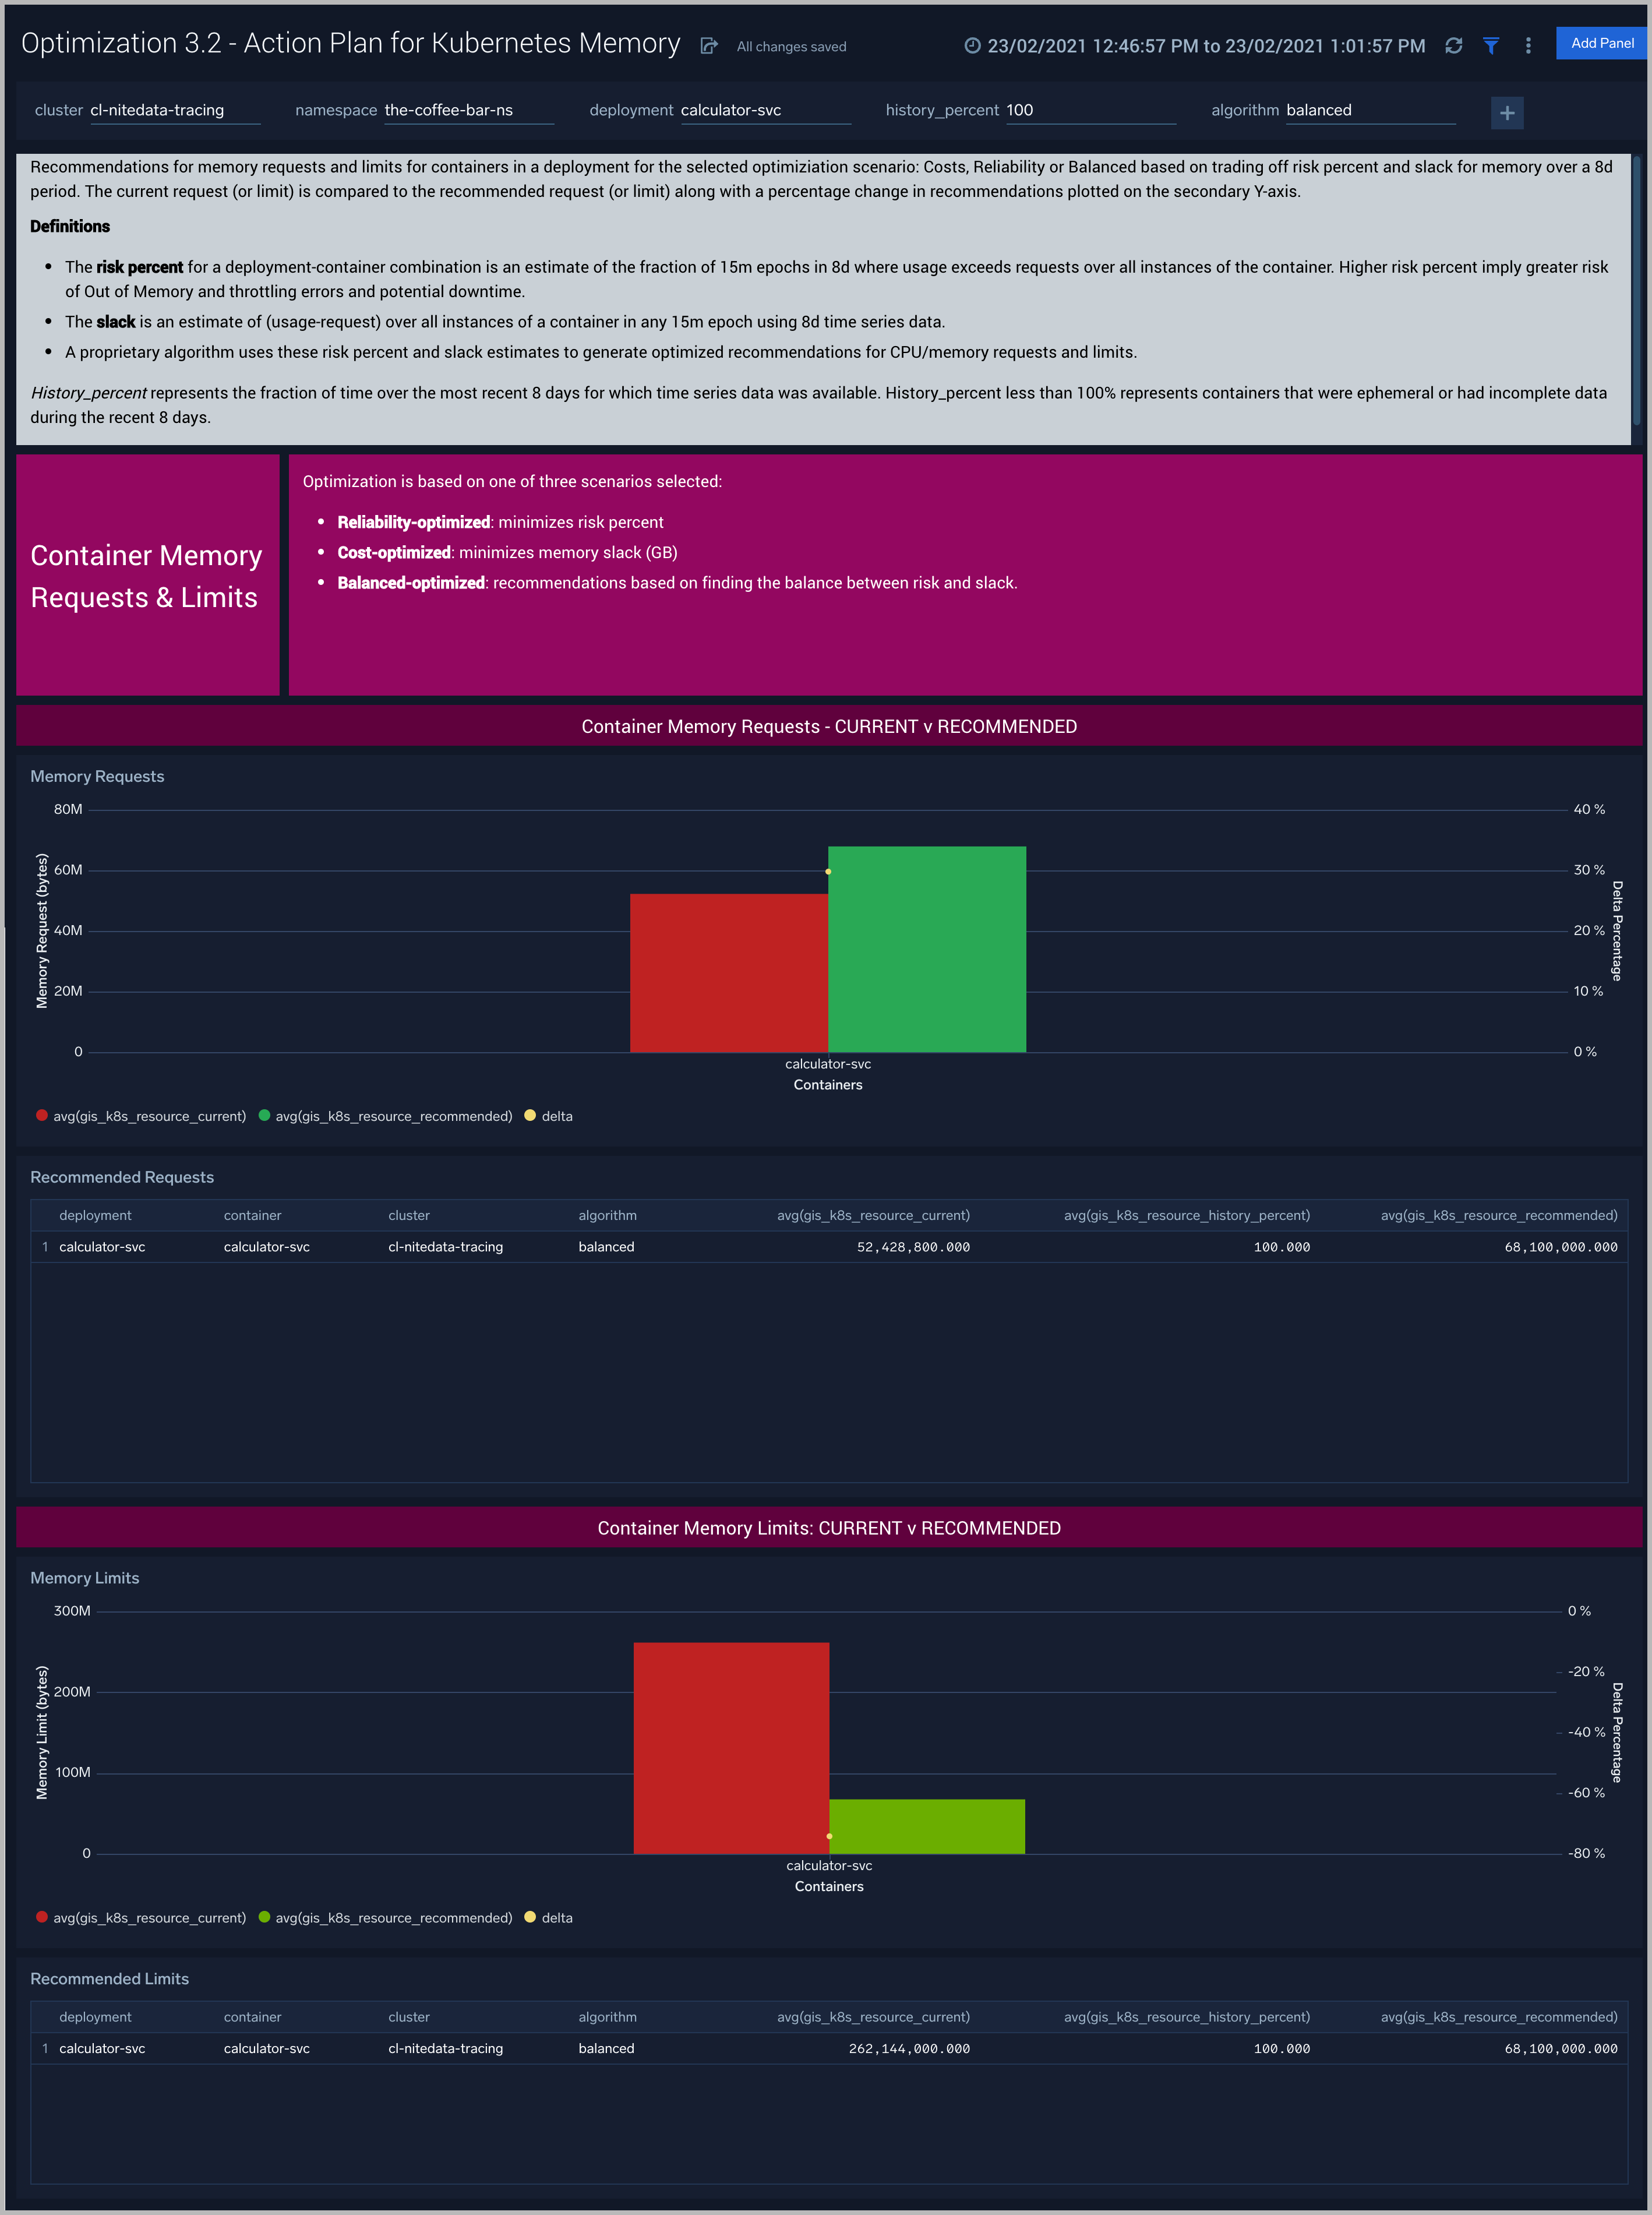 Optimization 3.2 - Action Plan for Kubernetes Memory All changes saved 23/02/2021 12:46:57 PM to 23/02/2021 1:01:57 PM Add Panel
cluster cl-nitedata-tracing namespace the-coffee-bar-ns deployment calculator-svc history_percent 100 algorithm balanced +
Recommendations for memory requests and limits for containers in a deployment for the selected optimiziation scenario: Costs, Reliability or Balanced based on trading off risk percent and slack for memory over a 8d
period. The current request (or limit) is compared to the recommended request (or limit) along with a percentage change in recommendations plotted on the secondary Y-axis.
Definitions
• The risk percent for a deployment-container combination is an estimate of the fraction of 15m epochs in 8d where usage exceeds requests over all instances of the container. Higher risk percent imply greater risk
of Out of Memory and throttling errors and potential downtime.
• The slack is an estimate of (usage-request) over all instances of a container in any 15m epoch using 8d time series data.
• A proprietary algorithm uses these risk percent and slack estimates to generate optimized recommendations for CPU/memory requests and limits.
History_percent represents the fraction of time over the most recent 8 days for which time series data was available. History_percent less than 100% represents containers that were ephemeral or had incomplete data
during the recent 8 days.
Container Memory
Requests & Limits
Optimization is based on one of three scenarios selected:
• Reliability-optimized: minimizes risk percent
• Cost-optimized: minimizes memory slack (GB)
• Balanced-optimized: recommendations based on finding the balance between risk and slack.
Container Memory Requests - CURRENT v RECOMMENDED
Memory Requests
80M 40 %
60M 30 %
40M 20 %
20M 10 %
0 0 %
Memory Request (bytes)
Delta Percentage
calculator-svc
Containers
avg(gis_k8s_resource_current) avg(gis_k8s_resource_recommended) delta
Recommended Requests
deployment container cluster algorithm avg(gis_k8s_resource_current) avg(gis_k8s_resource_history_percent) avg(gis_k8s_resource_recommended)
1 calculator-svc calculator-svc cl-nitedata-tracing balanced 52,428,800.000 100.000 68,100,000.000
Container Memory Limits: CURRENT v RECOMMENDED
Memory Limits
300M 0 %
-20 %
200M
-40 %
100M
-60 %
0 -80 %
Memory Limit (bytes)
Delta Percentage
calculator-svc
Containers
avg(gis_k8s_resource_current) avg(gis_k8s_resource_recommended) delta
Recommended Limits
deployment container cluster algorithm avg(gis_k8s_resource_current) avg(gis_k8s_resource_history_percent) avg(gis_k8s_resource_recommended)
1 calculator-svc calculator-svc cl-nitedata-tracing balanced 262,144,000.000 100.000 68,100,000.000